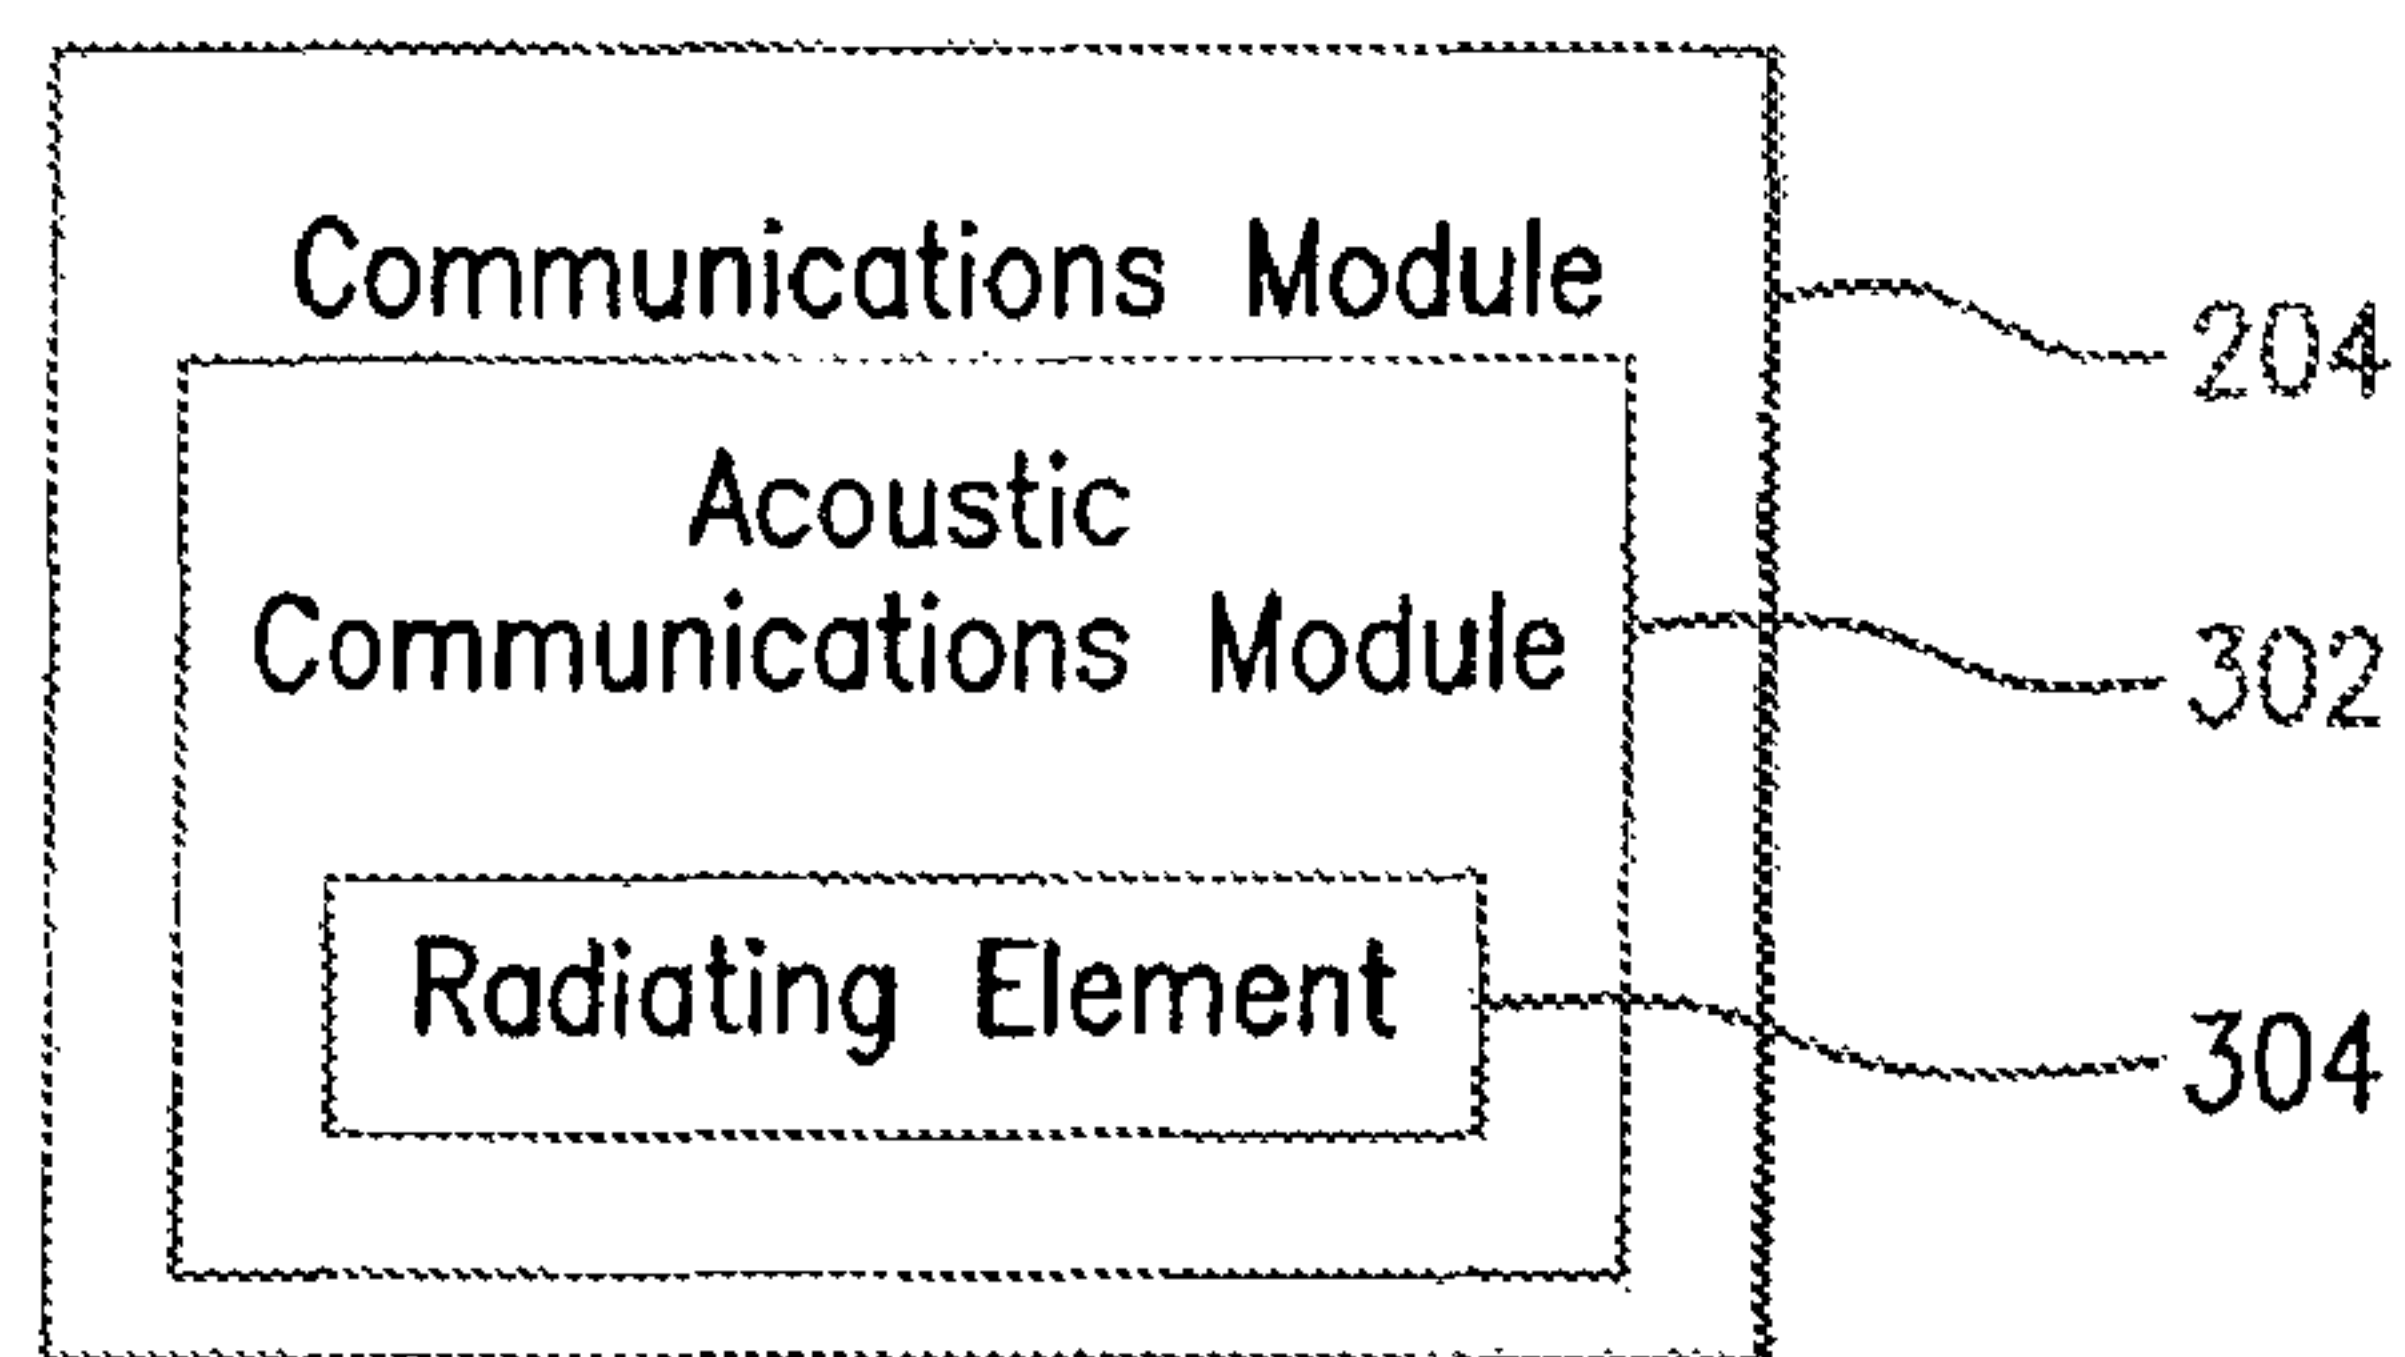 Communications Module
204
Acoustic
Communications Module
302
Radiating Element
304